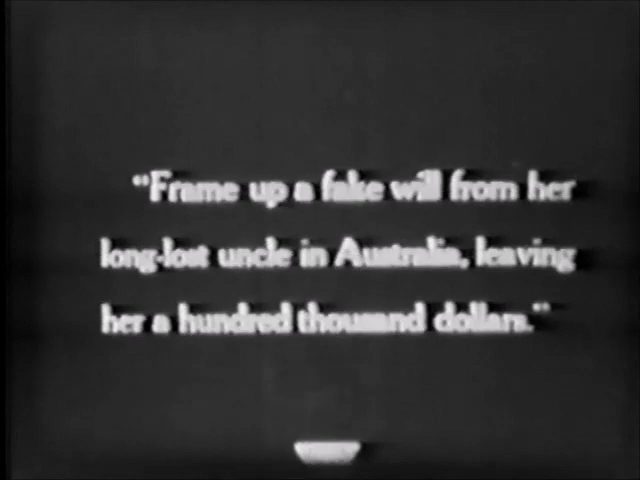 “Frame up a fake will from her
long-lost uncle in Australia, leaving
her a hundred thousand dollars.”